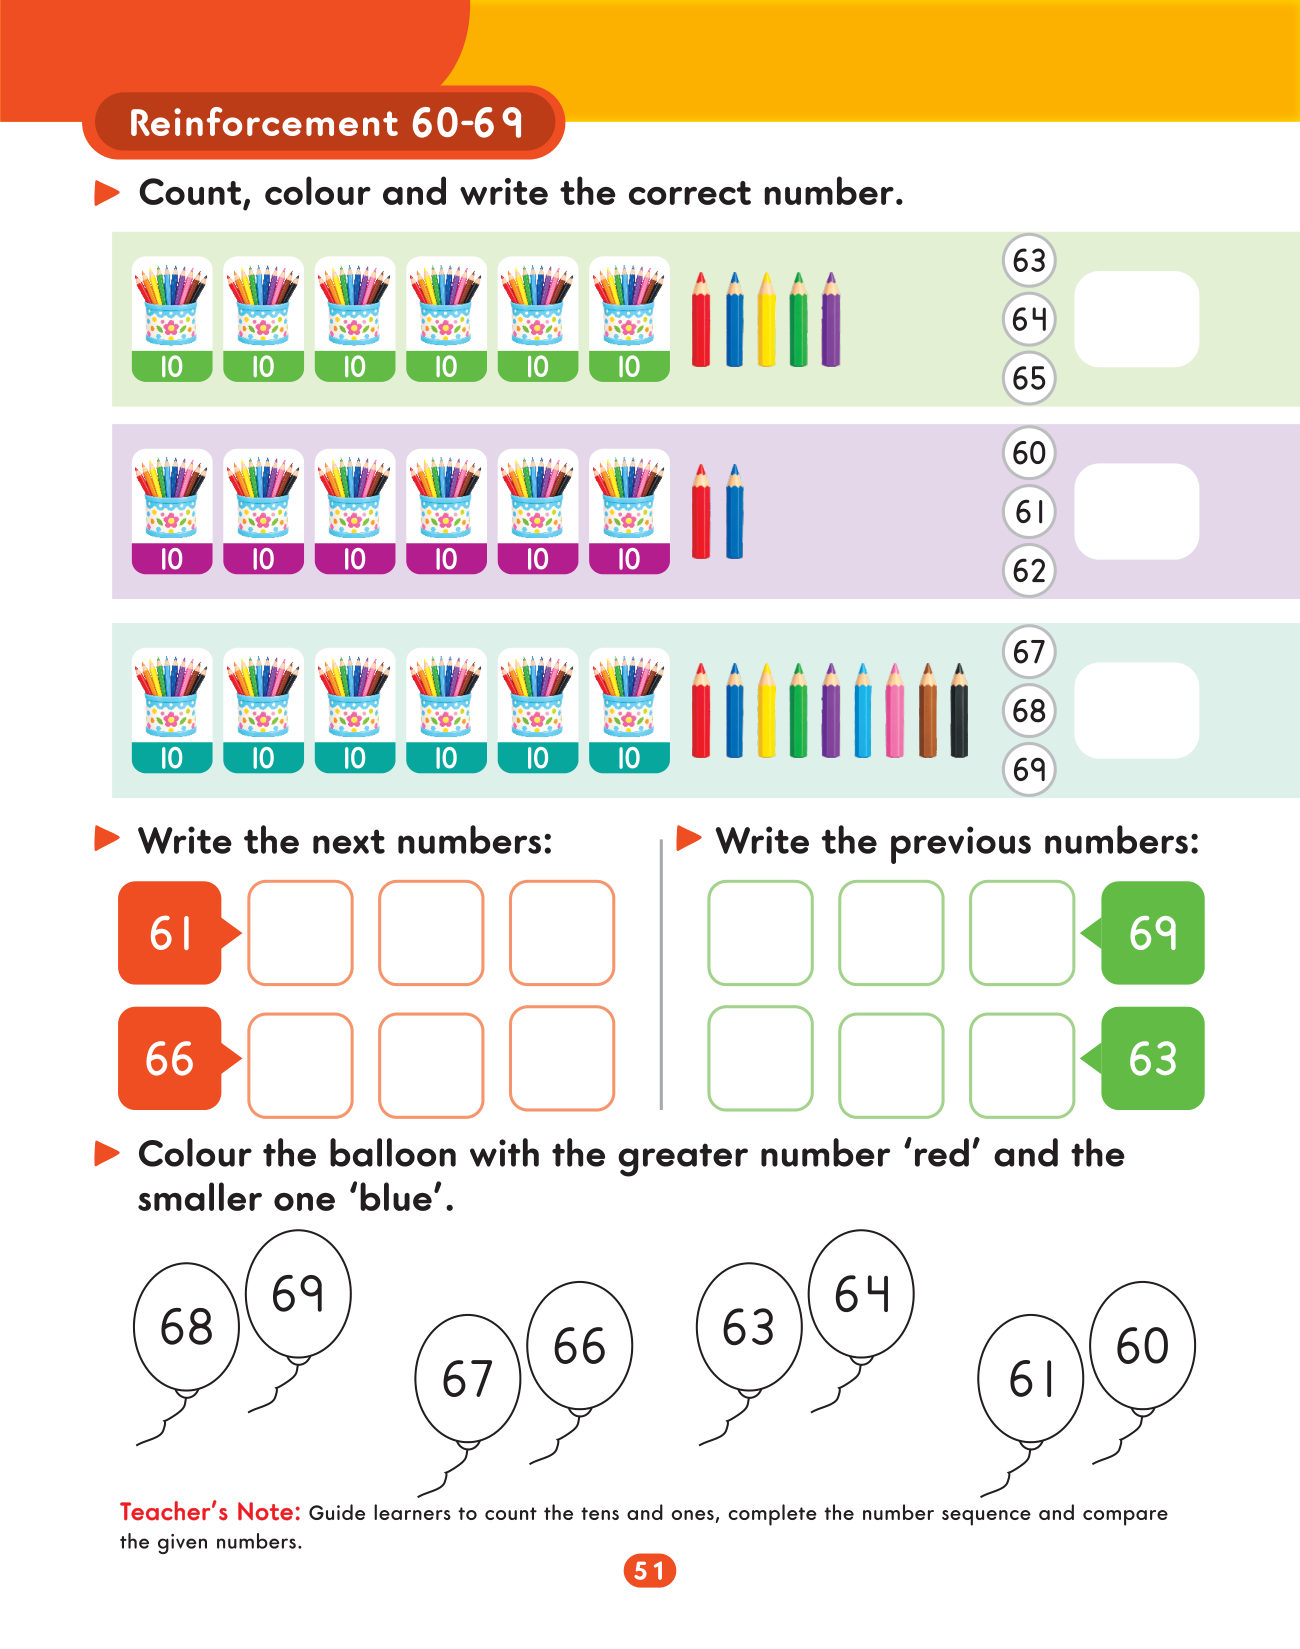 Reinforcement 60-69
Count, colour and write the correct number.
10 10 10 10 10 10
63
64
65
10 10 10 10 10 10
60
61
62
10 10 10 10 10 10
67
68
69
Write the next numbers:
61
66
Write the previous numbers:
69
63
Colour the balloon with the greater number ‘red’ and the
smaller one ‘blue’.
68 69 67 66 63 64 61 60
Teacher’s Note: Guide learners to count the tens and ones, complete the number sequence and compare
the given numbers.
51